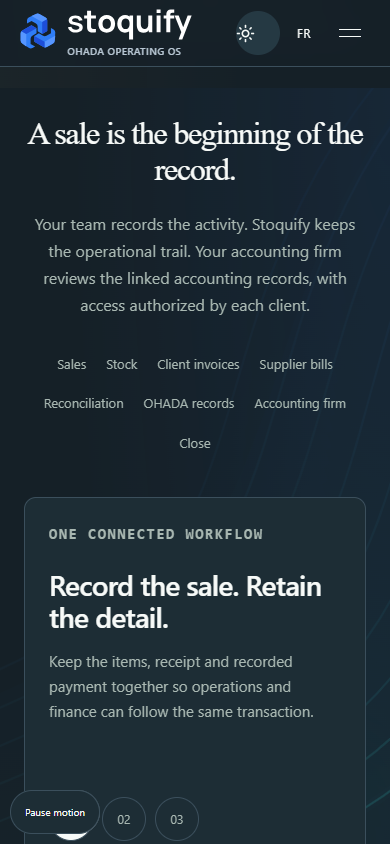 stoquify
OHADA OPERATING OS
FR
A sale is the beginning of the
record.
Your team records the activity. Stoquify keeps
the operational trail. Your accounting firm
reviews the linked accounting records, with
access authorized by each client.
Sales Stock Client invoices Supplier bills
Reconciliation OHADA records Accounting firm
Close
ONE CONNECTED WORKFLOW
Record the sale. Retain
the detail.
Keep the items, receipt and recorded
payment together so operations and
finance can follow the same transaction.
Pause motion
02 03